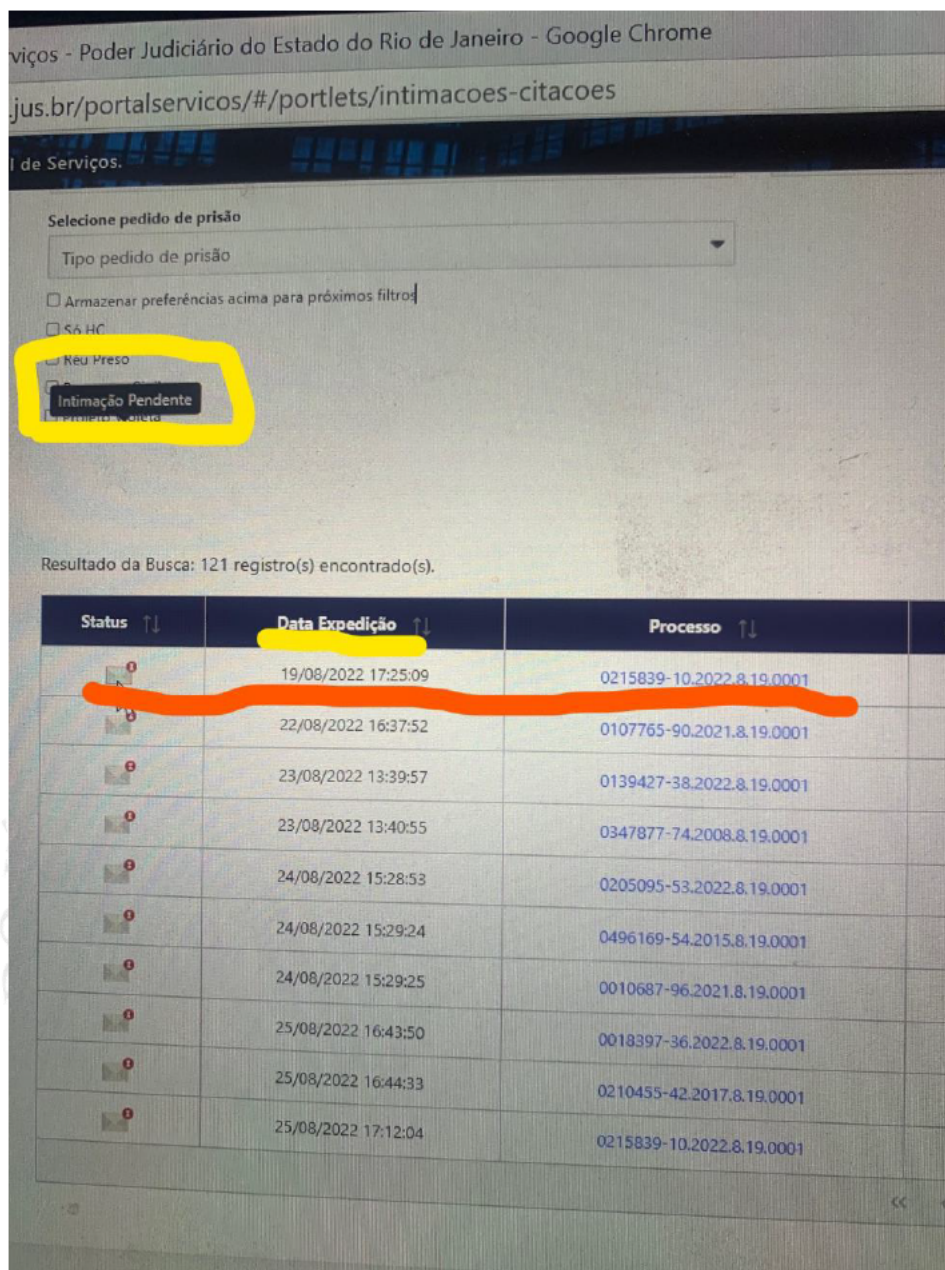 viços - Poder Judiciário do Estado do Rio de Janeiro - Google Chrome
.jus.br/portalservicos/#/portlets/intimacoes-citacoes
l de Serviços.
Selecione pedido de prisão
Tipo pedido de prisão
Armazenar preferências acima para próximos filtros
Só HC
Reu Preso
Intimação Pendente
Resultado da Busca: 121 registro(s) encontrado(s).
Status Data Expedição Processo
19/08/2022 17:25:09 0215839-10.2022.8.19.0001
22/08/2022 16:37:52 0107765-90.2021.8.19.0001
23/08/2022 13:39:57 0139427-38.2022.8.19.0001
23/08/2022 13:40:55 0347877-74.2008.8.19.0001
24/08/2022 15:28:53 0205095-53.2022.8.19.0001
24/08/2022 15:29:24 0496169-54.2015.8.19.0001
24/08/2022 15:29:25 0010687-96.2021.8.19.0001
25/08/2022 16:43:50 0018397-36.2022.8.19.0001
25/08/2022 16:44:33 0210455-42.2017.8.19.0001
25/08/2022 17:12:04 0215839-10.2022.8.19.0001
<<